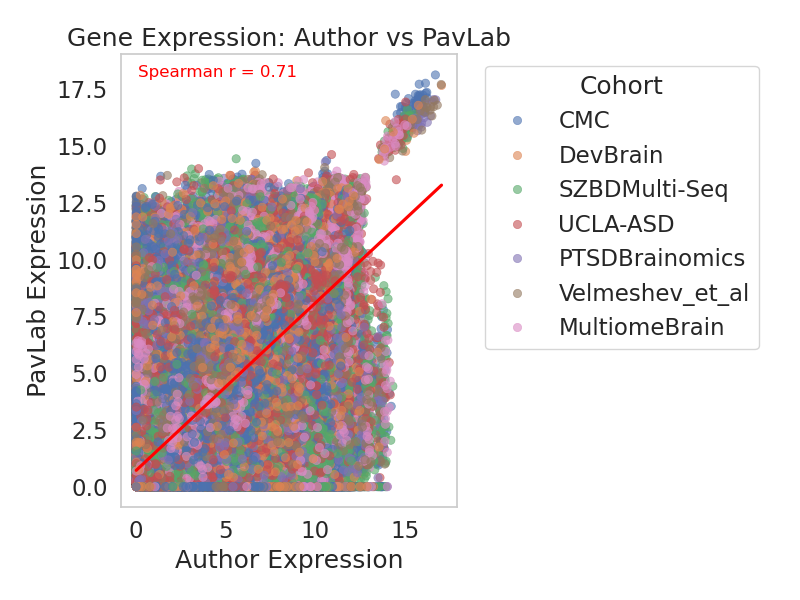 Gene Expression: Author vs PavLab
Spearman r = 0.71
17.5
15.0
12.5
10.0
7.5
5.0
2.5
0.0
PavLab Expression
0 5 10 15
Author Expression
Cohort
CMC
DevBrain
SZBDMulti-Seq
UCLA-ASD
PTSDBrainomics
Velmeshev_et_al
MultiomeBrain